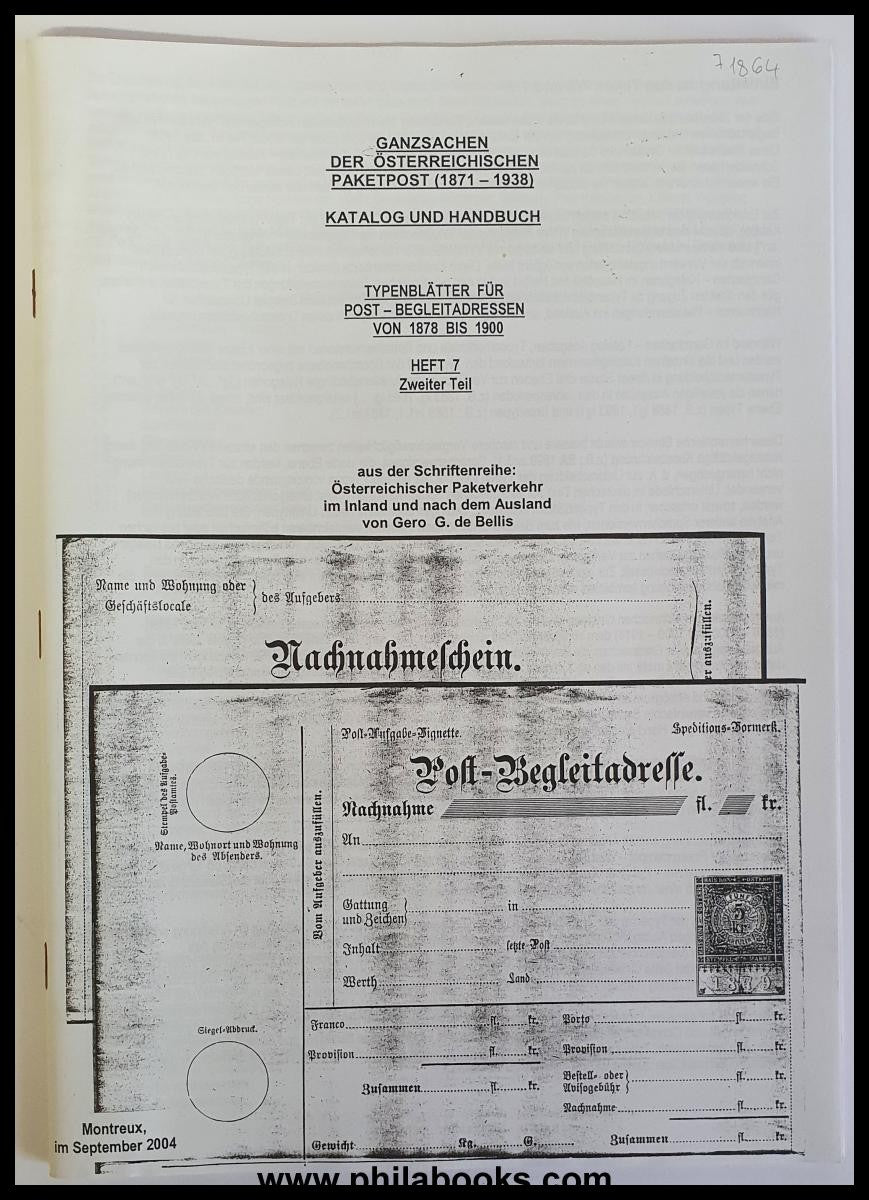 71864
GANZSACHEN
DER ÖSTERREICHISCHEN
PAKETPOST (1871 – 1938)
KATALOG UND HANDBUCH
TYPENBLÄTTER FÜR
POST – BEGLEITADRESSEN
VON 1878 BIS 1900
HEFT 7
Zweiter Teil
aus der Schriftenreihe:
Österreichischer Paketverkehr
im Inland und nach dem Ausland
von Gero G. de Bellis
Name und Wohnung oder
Geschäftslocale
des Aufgebers
er auszufüllen.
Nachnahmeschein.
Post-Aufgabe-Vignette.
Speditions-Vormerk.
Post-Begleitadresse.
Stempel des Aufgabe-
Postamtes.
Nachnahme fl. kr.
Name, Wohnort und Wohnung
des Absenders.
Vom Aufgeber auszufüllen.
An
Gattung
und Zeichen
in
Inhalt
letzte Post
Werth
Land
5
kr
1879
Siegel-Abdruck.
Franco fl. kr.
Porto fl. kr.
Provision fl. kr.
Provision fl. kr.
Zusammen fl. kr.
Bestell- oder
Avisogebühr
fl. kr.
Nachnahme fl. kr.
Gewicht Kg. G.
Zusammen fl. kr.
Montreux,
im September 2004
www.philabooks.com